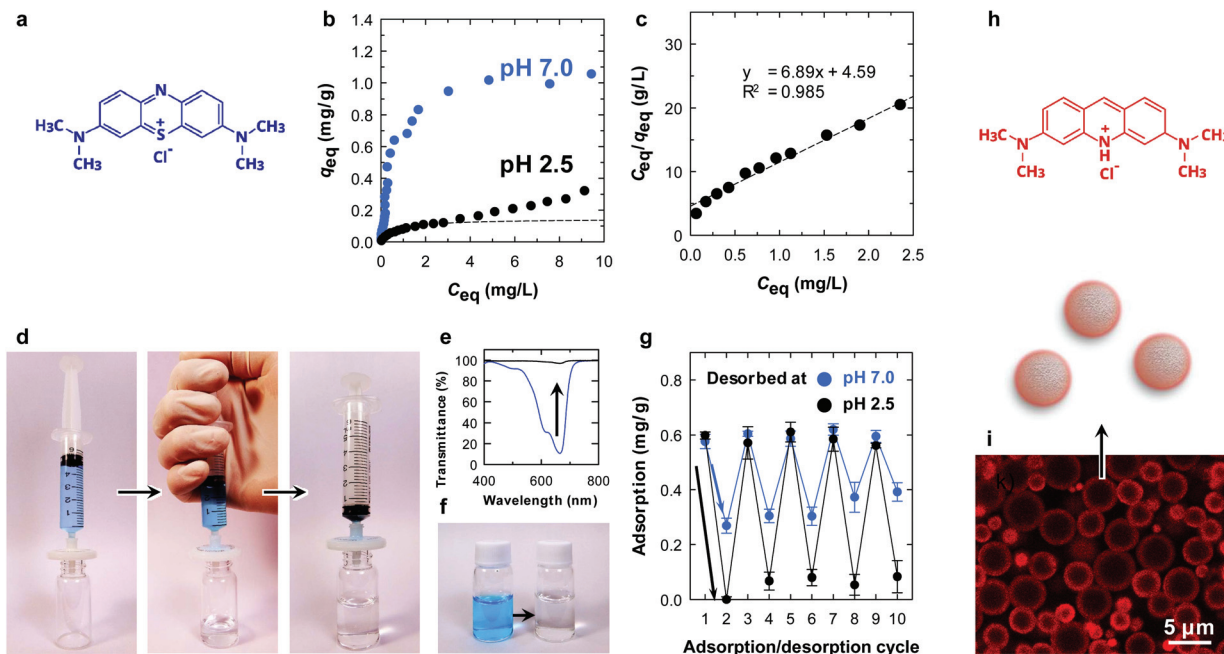 a
H3C
N
CH3
N
S
+
Cl-
N
CH3
CH3
b
1.4
1.2
1.0
0.8
0.6
0.4
0.2
0.0
qeq (mg/g)
pH 7.0
pH 2.5
0 2 4 6 8 10
Ceq (mg/L)
c
35
30
25
20
15
10
5
0
Ceq/qeq (g/L)
y = 6.89x + 4.59
R2 = 0.985
0.0 0.5 1.0 1.5 2.0 2.5
Ceq (mg/L)
h
H3C
N
CH3
+
N
H
Cl-
N
CH3
CH3
d
e
100
80
60
40
20
0
Transmittance (%)
400 600 800
Wavelength (nm)
f
g
0.8
0.6
0.4
0.2
0.0
Adsorption (mg/g)
Desorbed at pH 7.0
pH 2.5
1 2 3 4 5 6 7 8 9 10
Adsorption/desorption cycle
i
k)
5 µm